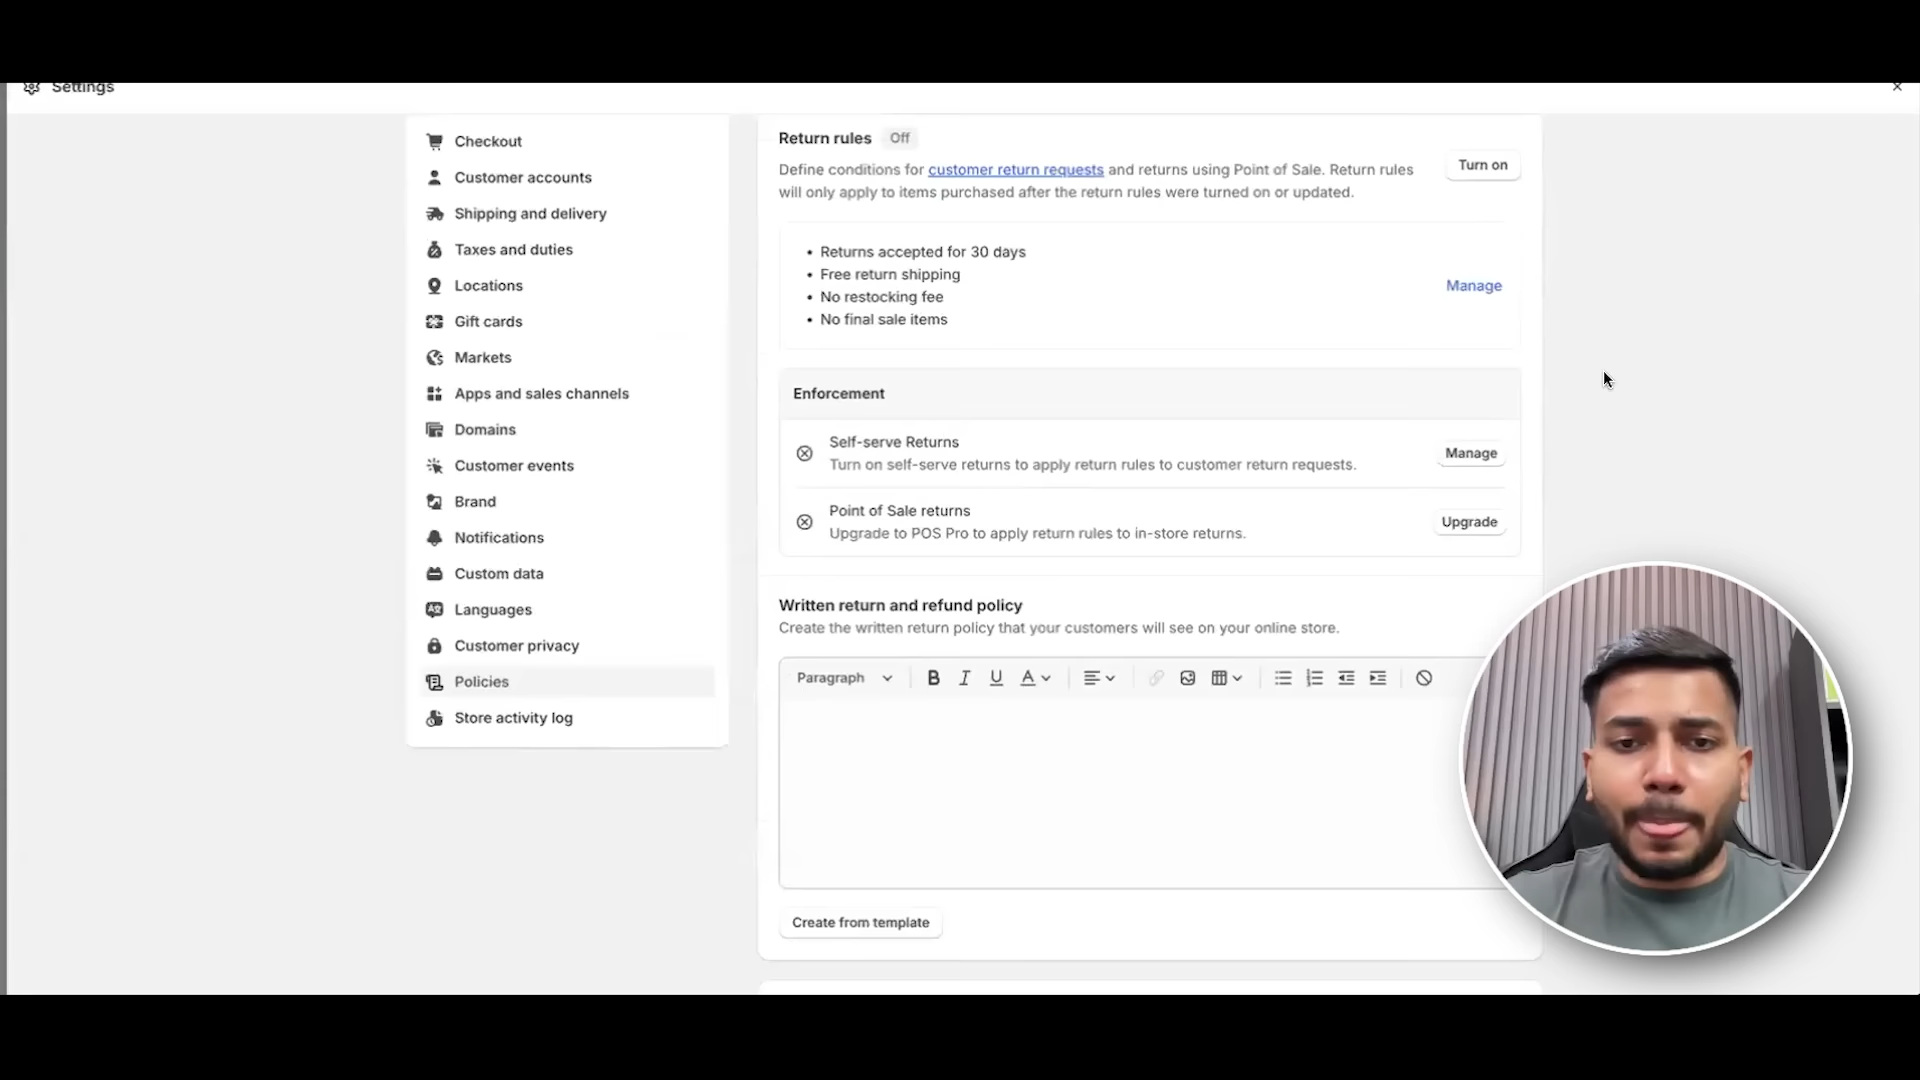 Settings
Checkout
Customer accounts
Shipping and delivery
Taxes and duties
Locations
Gift cards
Markets
Apps and sales channels
Domains
Customer events
Brand
Notifications
Custom data
Languages
Customer privacy
Policies
Store activity log
Return rules Off
Define conditions for customer return requests and returns using Point of Sale. Return rules
will only apply to items purchased after the return rules were turned on or updated.
Turn on
• Returns accepted for 30 days
• Free return shipping
• No restocking fee
• No final sale items
Manage
Enforcement
Self-serve Returns
Turn on self-serve returns to apply return rules to customer return requests.
Manage
Point of Sale returns
Upgrade to POS Pro to apply return rules to in-store returns.
Upgrade
Written return and refund policy
Create the written return policy that your customers will see on your online store.
Paragraph B I U A
Create from template